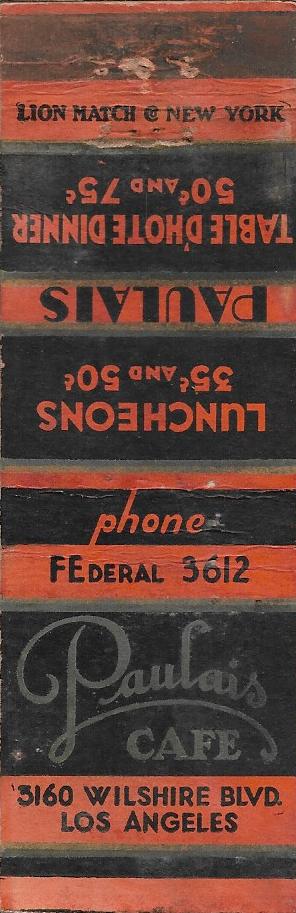 LION MATCH © NEW YORK
LUNCHEONS
35¢ AND 50¢
PAULAIS
TABLE D'HOTE DINNER
50¢ AND 75¢
phone
FEDERAL 3612
Paulais
CAFE
3160 WILSHIRE BLVD.
LOS ANGELES